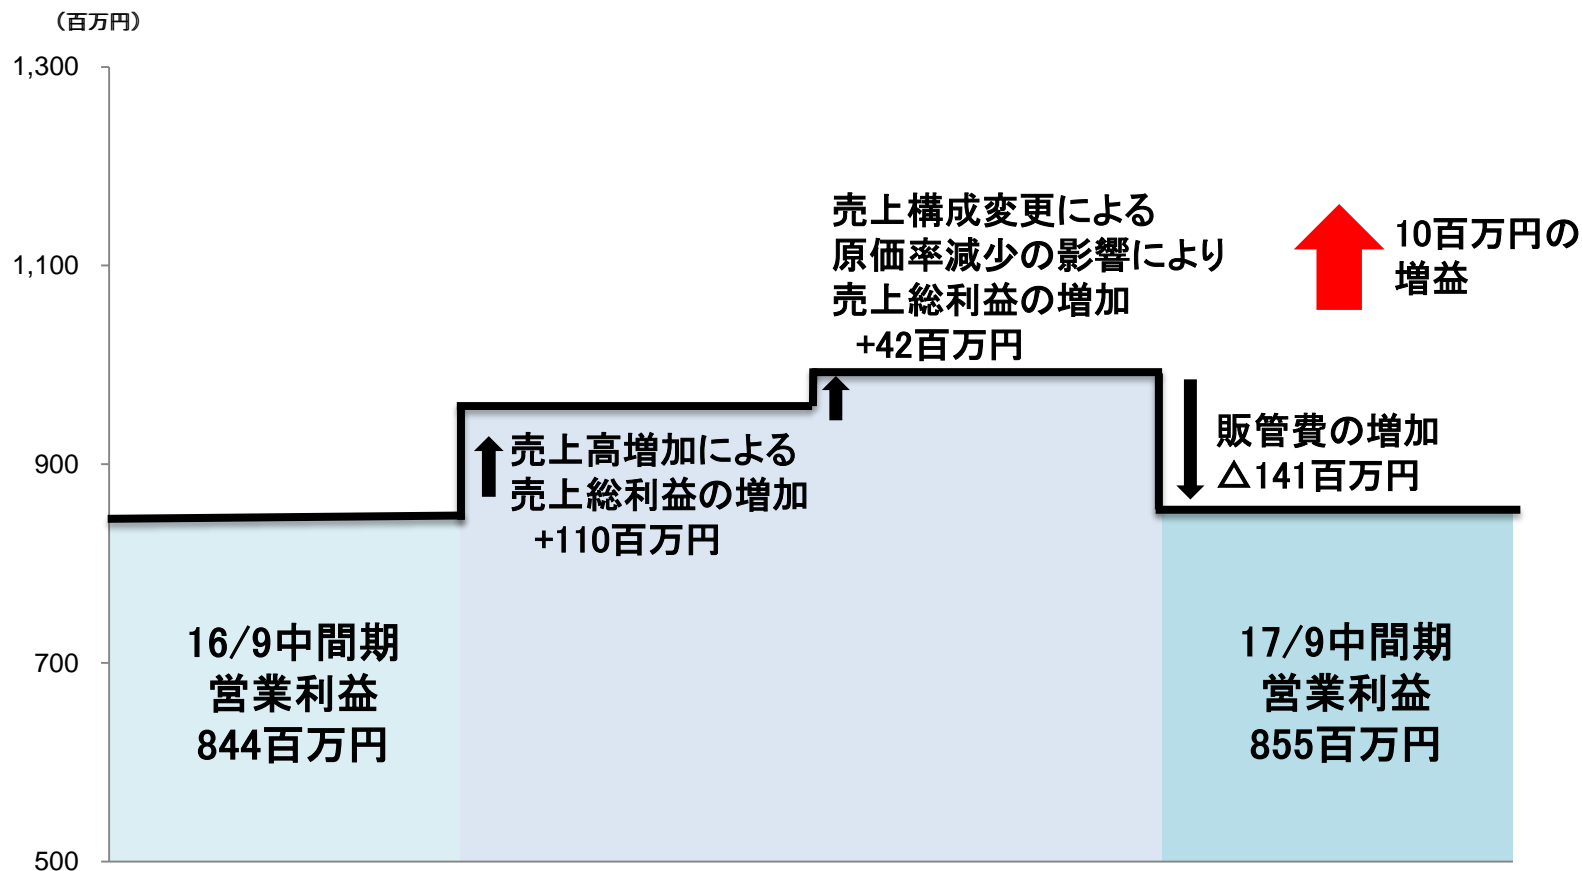 （百万円）
1,300
1,100
900
700
500
売上構成変更による
原価率減少の影響により
売上総利益の増加
+42百万円
10百万円の
増益
売上高増加による
売上総利益の増加
+110百万円
販管費の増加
△141百万円
16/9中間期
営業利益
844百万円
17/9中間期
営業利益
855百万円